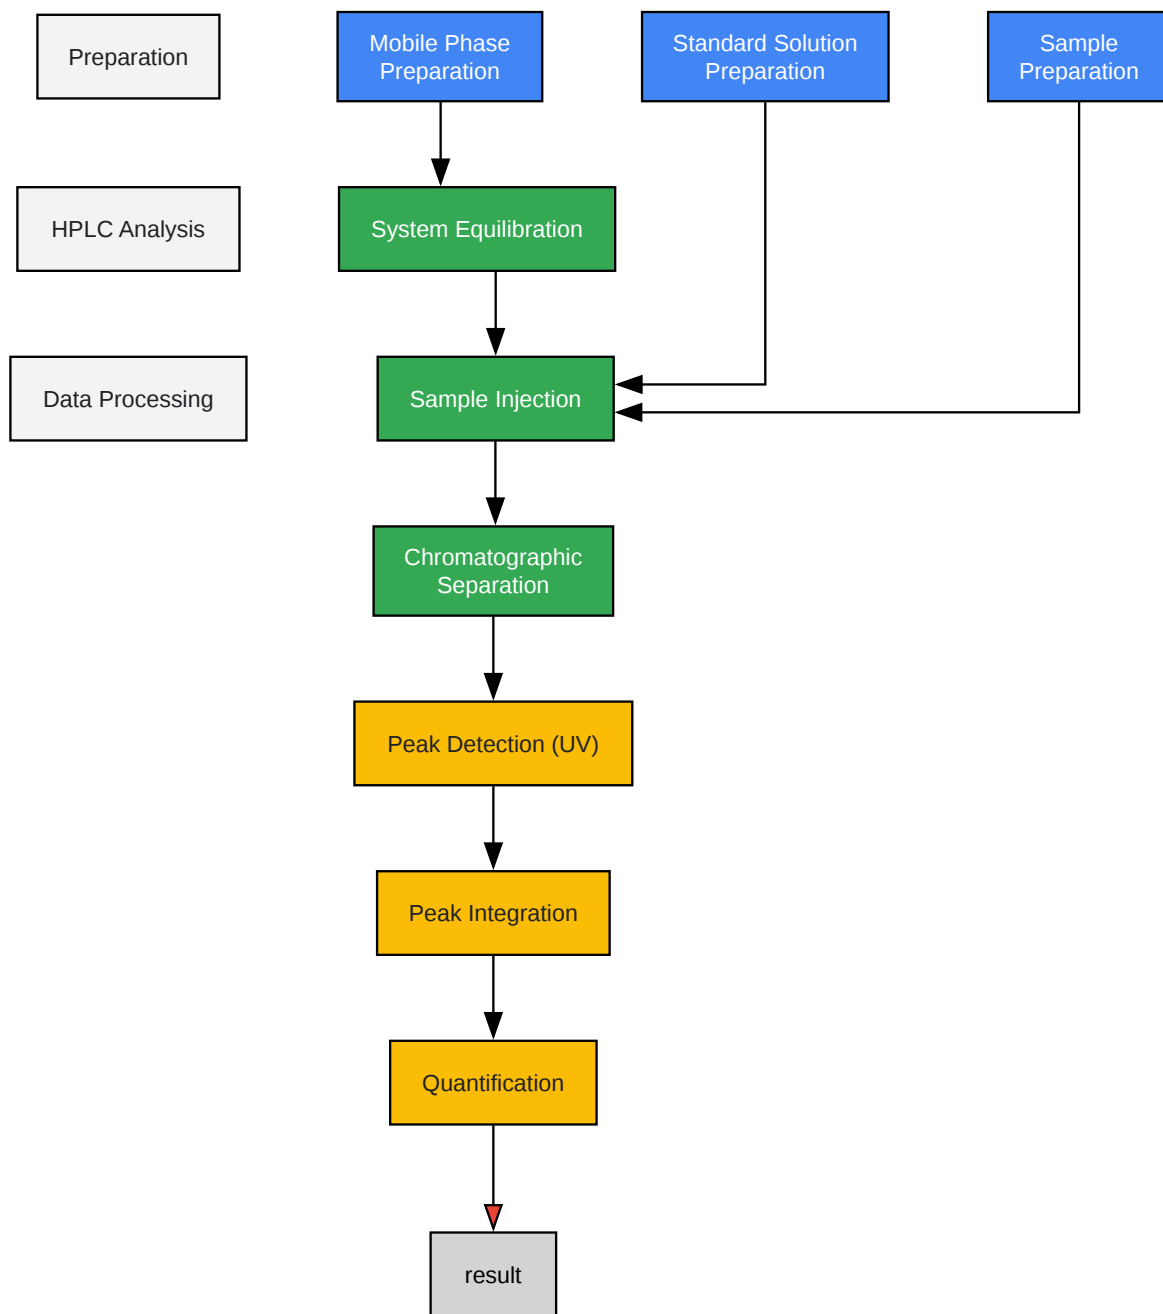 Preparation
Mobile Phase
Preparation
Standard Solution
Preparation
Sample
Preparation
HPLC Analysis
System Equilibration
Data Processing
Sample Injection
Chromatographic
Separation
Peak Detection (UV)
Peak Integration
Quantification
result